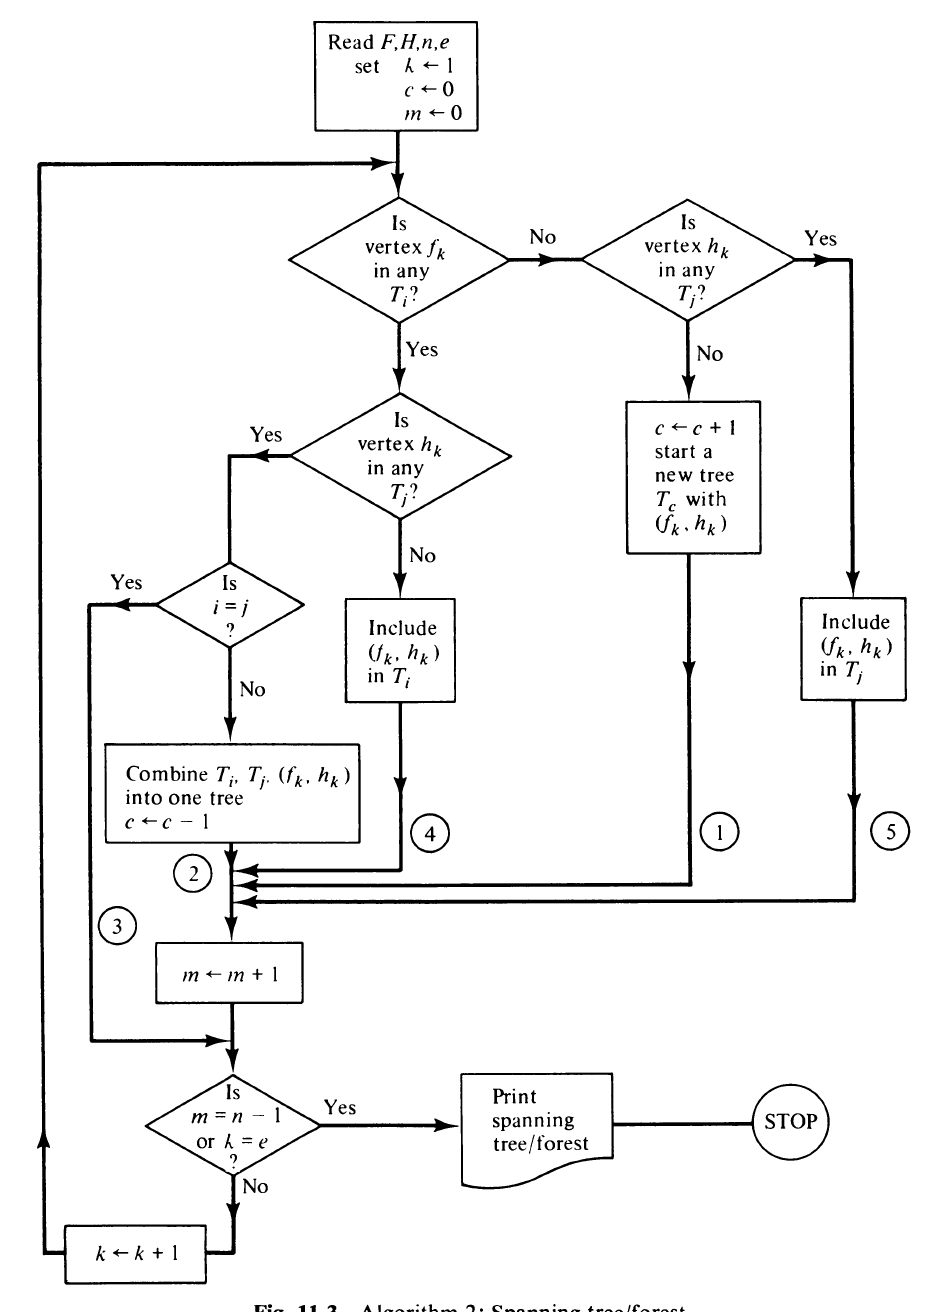 Read F,H,n,e
set k ← 1
c ← 0
m ← 0
Is
vertex f_k
in any
T_i?
No
Is
vertex h_k
in any
T_j?
Yes
Yes
No
Is
vertex h_k
in any
T_j?
Yes
No
c ← c + 1
start a
new tree
T_c with
(f_k, h_k)
Is
i = j
?
Yes
No
Include
(f_k, h_k)
in T_i
Include
(f_k, h_k)
in T_j
Combine T_i, T_j, (f_k, h_k)
into one tree
c ← c − 1
4
1
5
2
3
m ← m + 1
Is
m = n − 1
or k = e
?
Yes
No
Print
spanning
tree/forest
STOP
k ← k + 1
Fig. 11-3 Algorithm 2: Spanning tree/forest